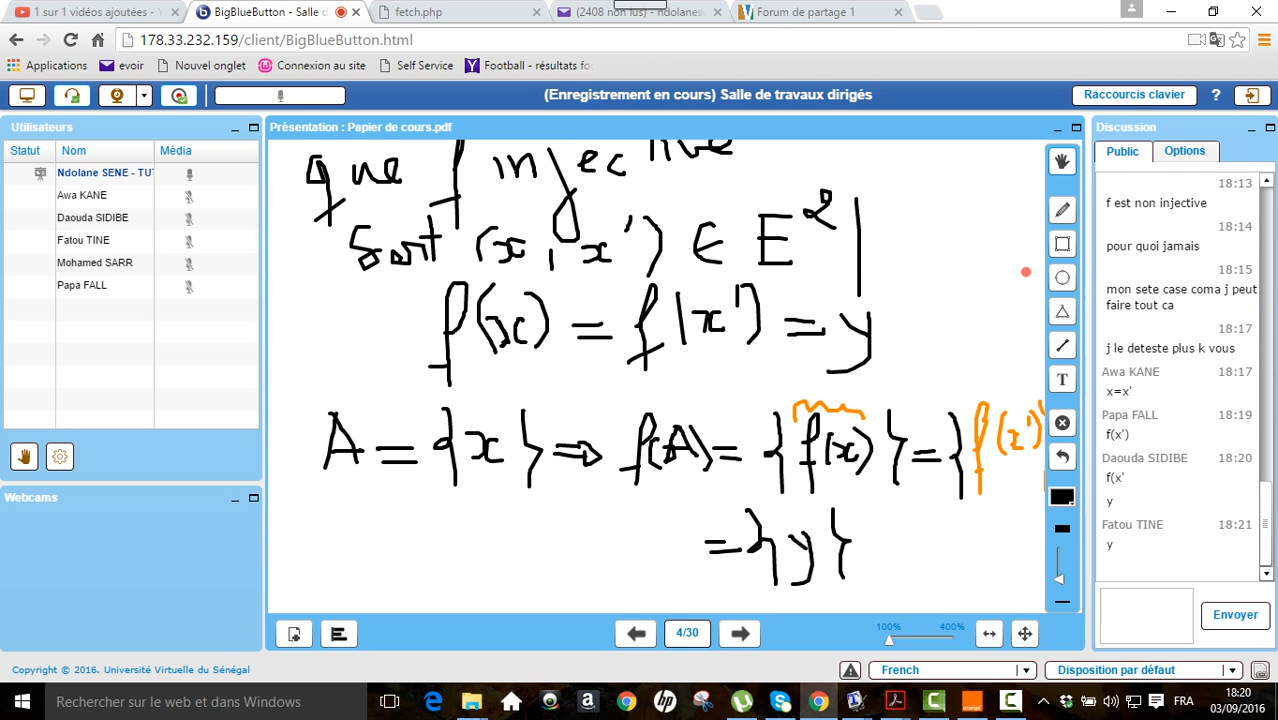 1 sur 1 vidéos ajoutées -
BigBlueButton - Salle d
fetch.php
(2408 non lus) - ndolanese
Forum de partage 1
178.33.232.159/client/BigBlueButton.html
Applications
evoir
Nouvel onglet
Connexion au site
Self Service
Football - résultats fo
(Enregistrement en cours) Salle de travaux dirigés
Raccourcis clavier
?
Utilisateurs
Statut Nom Média
Ndolane SENE - TUT
Awa KANE
Daouda SIDIBE
Fatou TINE
Mohamed SARR
Papa FALL
Webcams
Présentation : Papier de cours.pdf
que f injective
Soit (x, x') ∈ E² |
f(x) = f(x') = y
A = {x} ⇒ f(A) = {f(x)} = {f(x')
= {y}
4/30
100% 400%
Discussion
Public Options
18:13
f est non injective
18:14
pour quoi jamais
18:15
mon sete case coma j peut
faire tout ca
18:17
j le deteste plus k vous
Awa KANE 18:17
x=x'
Papa FALL 18:19
f(x')
Daouda SIDIBE 18:20
f(x'
y
Fatou TINE 18:21
y
T
Envoyer
Copyright © 2016. Université Virtuelle du Sénégal
French
Disposition par défaut
Rechercher sur le web et dans Windows
FRA
18:20
03/09/2016